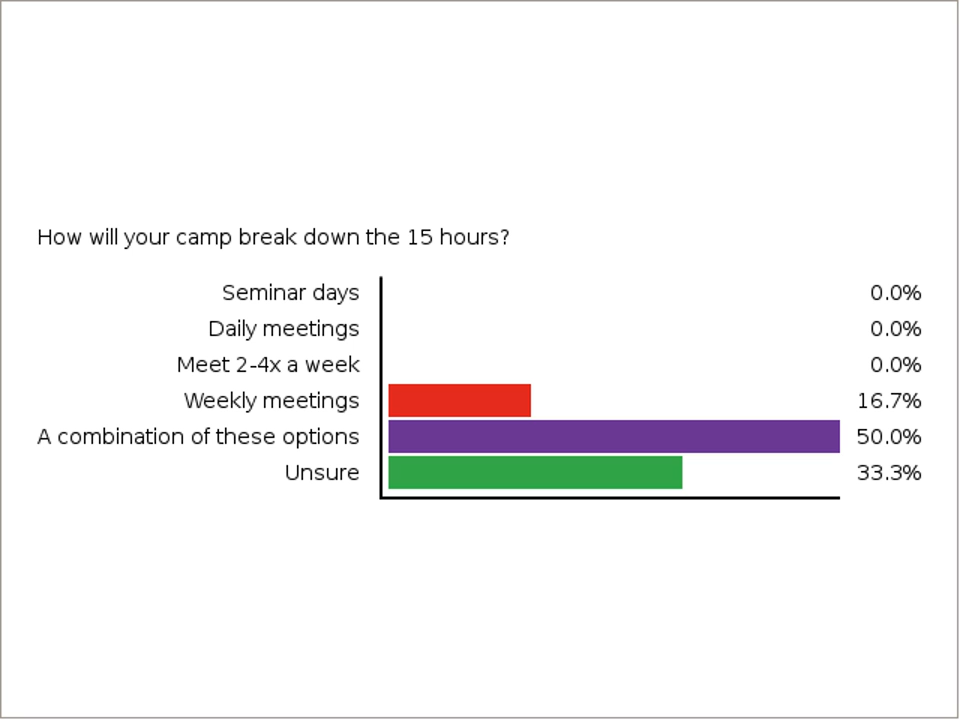 How will your camp break down the 15 hours?
Seminar days 0.0%
Daily meetings 0.0%
Meet 2-4x a week 0.0%
Weekly meetings 16.7%
A combination of these options 50.0%
Unsure 33.3%